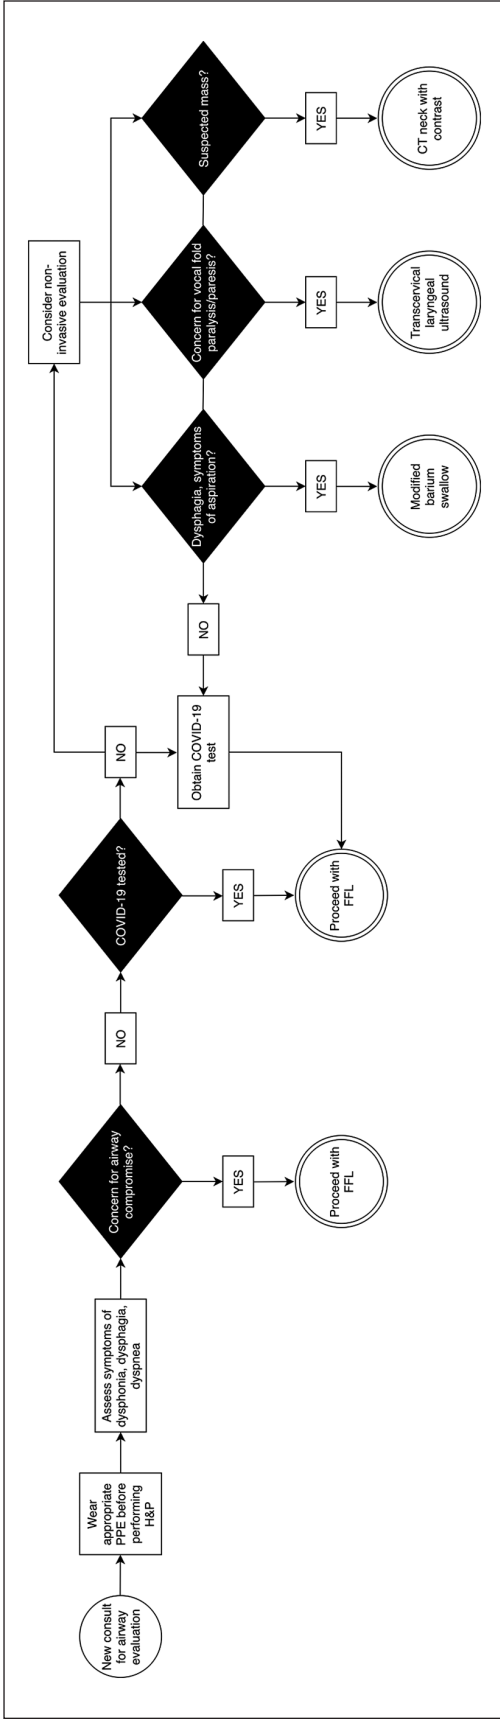 New consult
for airway
evaluation
Wear
appropriate
PPE before
performing
H&P
Assess symptoms of
dysphonia, dysphagia,
dyspnea
Concern for airway
compromise?
YES
Proceed with
FFL
NO
COVID-19 tested?
YES
Proceed with
FFL
NO
Obtain COVID-19
test
Consider non-
invasive evaluation
NO
Dysphagia, symptoms
of aspiration?
YES
Modified
barium
swallow
Concern for vocal fold
paralysis/paresis?
YES
Transcervical
laryngeal
ultrasound
Suspected mass?
YES
CT neck with
contrast